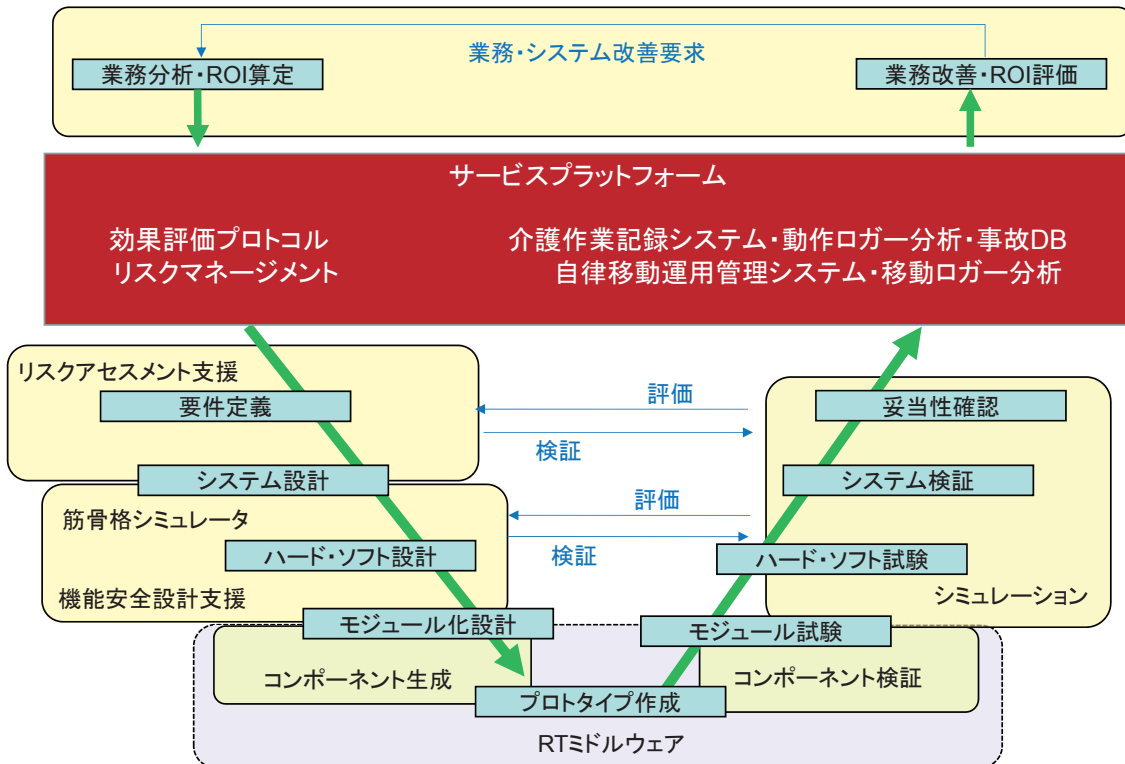 業務・システム改善要求
業務分析・ROI算定
業務改善・ROI評価
サービスプラットフォーム
効果評価プロトコル
リスクマネージメント
介護作業記録システム・動作ロガー分析・事故DB
自律移動運用管理システム・移動ロガー分析
リスクアセスメント支援
要件定義
評価
妥当性確認
検証
システム設計
システム検証
筋骨格シミュレータ
評価
ハード・ソフト設計
検証
ハード・ソフト試験
機能安全設計支援
シミュレーション
モジュール化設計
モジュール試験
コンポーネント生成
コンポーネント検証
プロトタイプ作成
RTミドルウェア